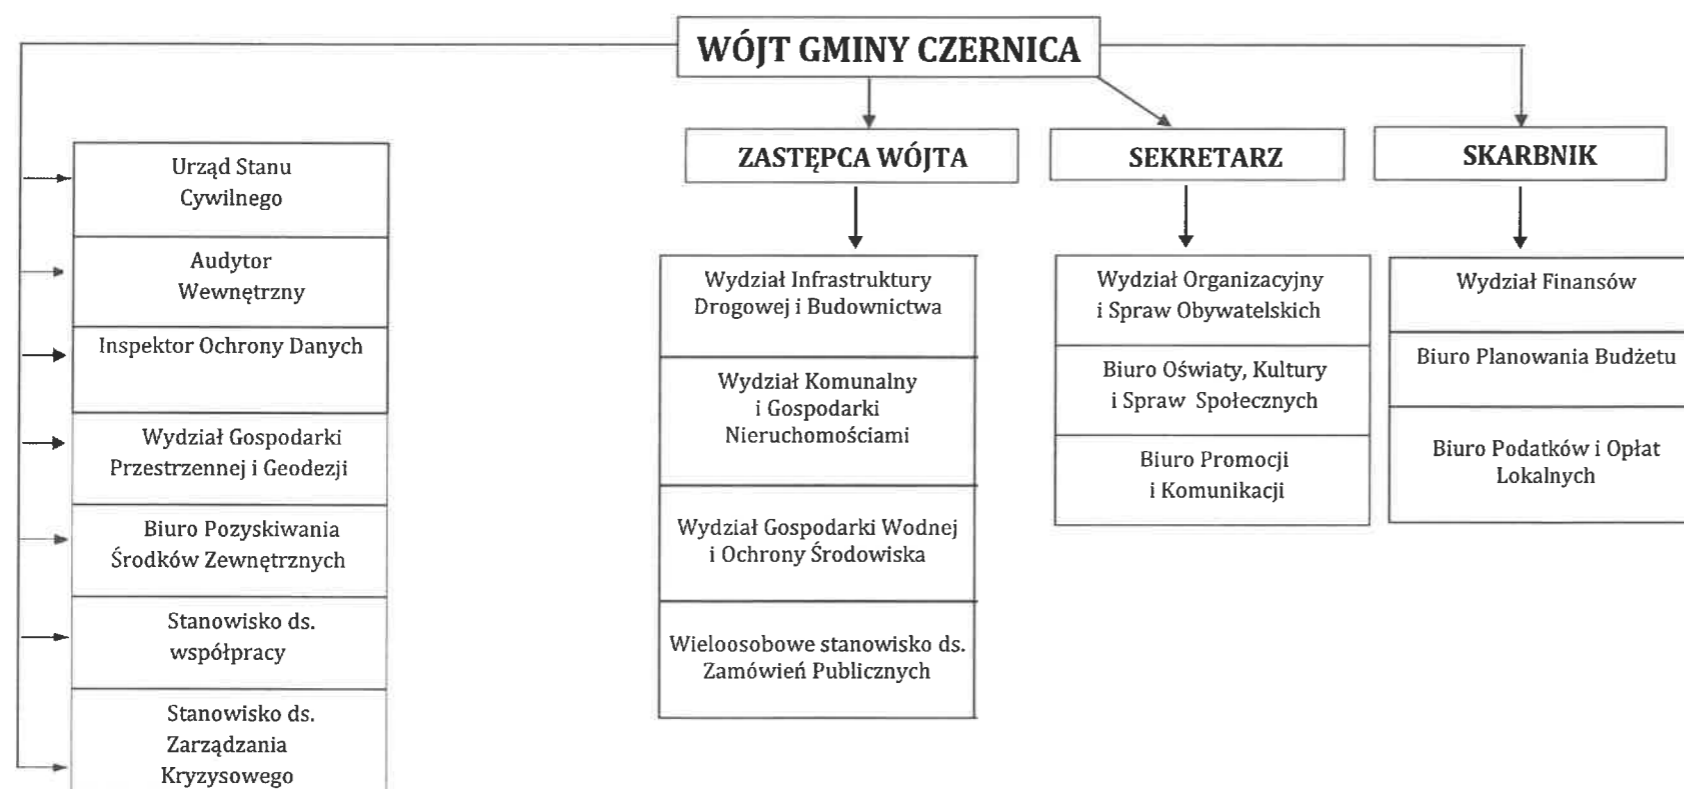 WÓJT GMINY CZERNICA
ZASTĘPCA WÓJTA
SEKRETARZ
SKARBNIK
Urząd Stanu
Cywilnego
Audytor
Wewnętrzny
Inspektor Ochrony Danych
Wydział Gospodarki
Przestrzennej i Geodezji
Biuro Pozyskiwania
Środków Zewnętrznych
Stanowisko ds.
współpracy
Stanowisko ds.
Zarządzania
Kryzysowego
Wydział Infrastruktury
Drogowej i Budownictwa
Wydział Komunalny
i Gospodarki
Nieruchomościami
Wydział Gospodarki Wodnej
i Ochrony Środowiska
Wieloosobowe stanowisko ds.
Zamówień Publicznych
Wydział Organizacyjny
i Spraw Obywatelskich
Biuro Oświaty, Kultury
i Spraw Społecznych
Biuro Promocji
i Komunikacji
Wydział Finansów
Biuro Planowania Budżetu
Biuro Podatków i Opłat
Lokalnych